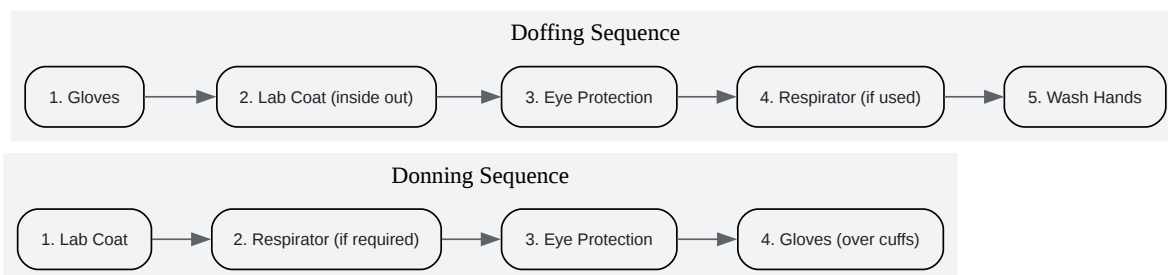 Doffing Sequence
1. Gloves
2. Lab Coat (inside out)
3. Eye Protection
4. Respirator (if used)
5. Wash Hands
Donning Sequence
1. Lab Coat
2. Respirator (if required)
3. Eye Protection
4. Gloves (over cuffs)